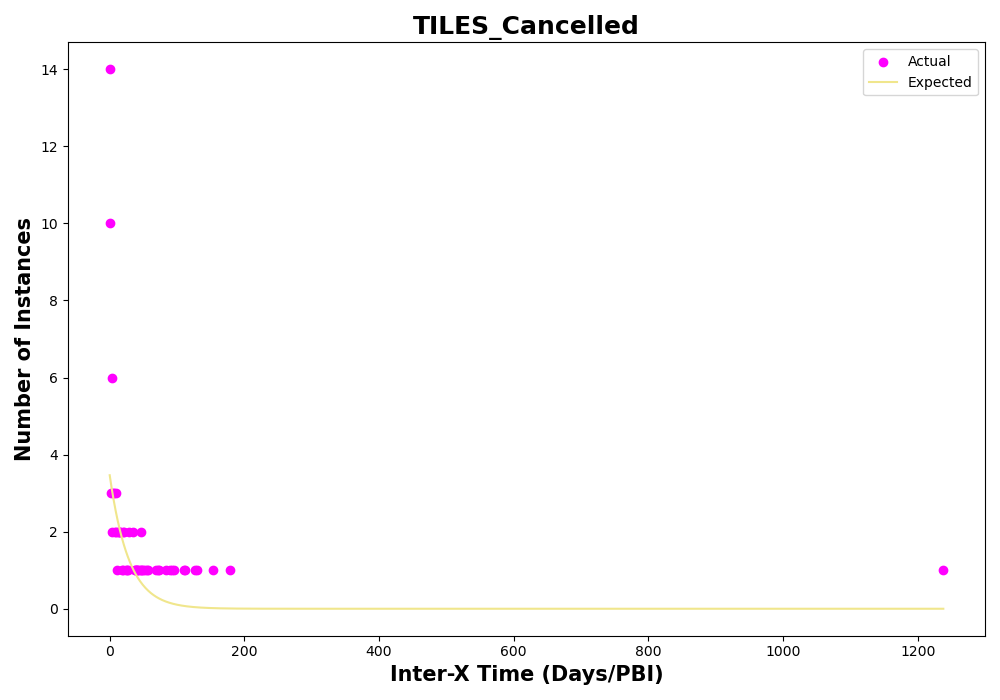 TILES_Cancelled
Actual
Expected
14
12
10
8
6
4
2
0
Number of Instances
0 200 400 600 800 1000 1200
Inter-X Time (Days/PBI)